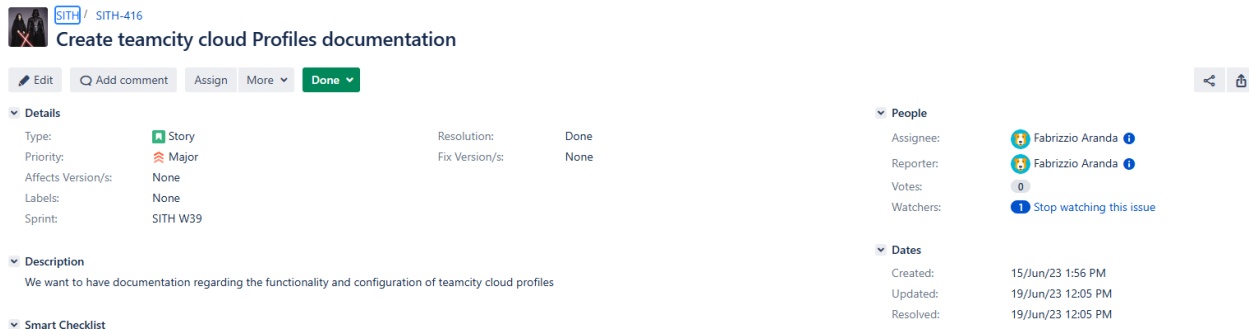 SITH / SITH-416
Create teamcity cloud Profiles documentation
Edit Add comment Assign More Done
Details
Type: Story
Priority: Major
Affects Version/s: None
Labels: None
Sprint: SITH W39
Resolution: Done
Fix Version/s: None
Description
We want to have documentation regarding the functionality and configuration of teamcity cloud profiles
Smart Checklist
People
Assignee: Fabrizzio Aranda
Reporter: Fabrizzio Aranda
Votes: 0
Watchers: 1 Stop watching this issue
Dates
Created: 15/Jun/23 1:56 PM
Updated: 19/Jun/23 12:05 PM
Resolved: 19/Jun/23 12:05 PM